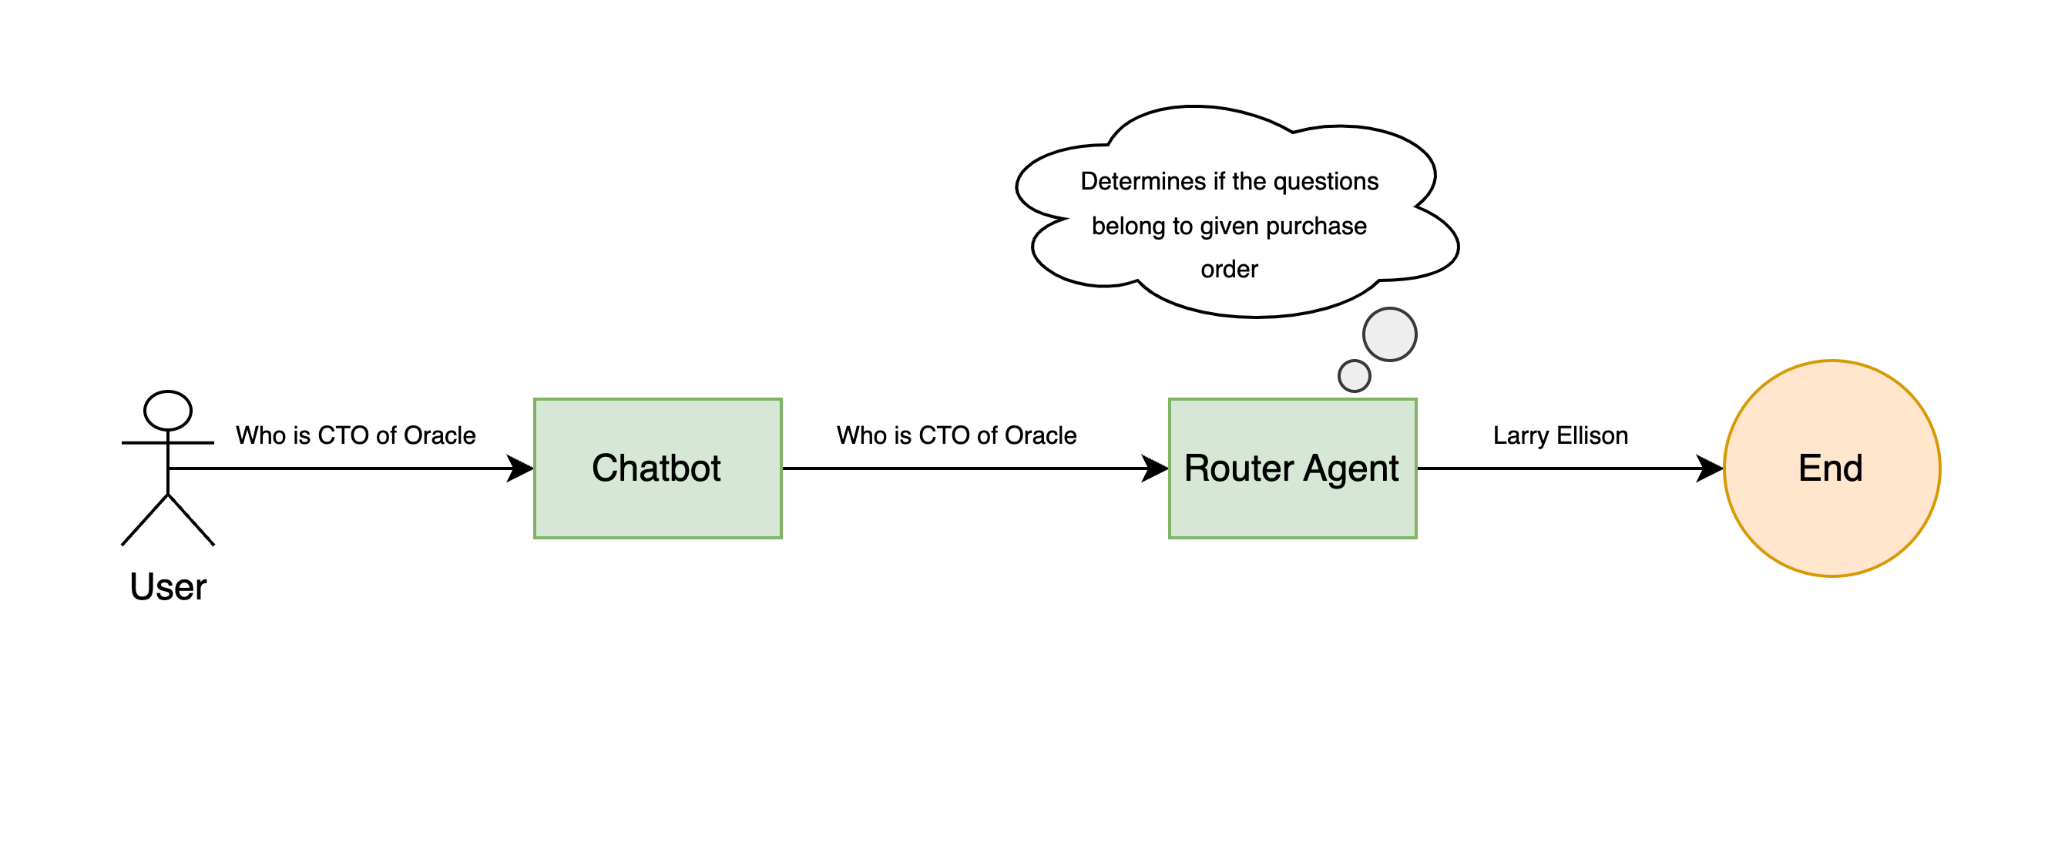 Determines if the questions
belong to given purchase
order
Who is CTO of Oracle
Who is CTO of Oracle
Larry Ellison
Chatbot
Router Agent
End
User